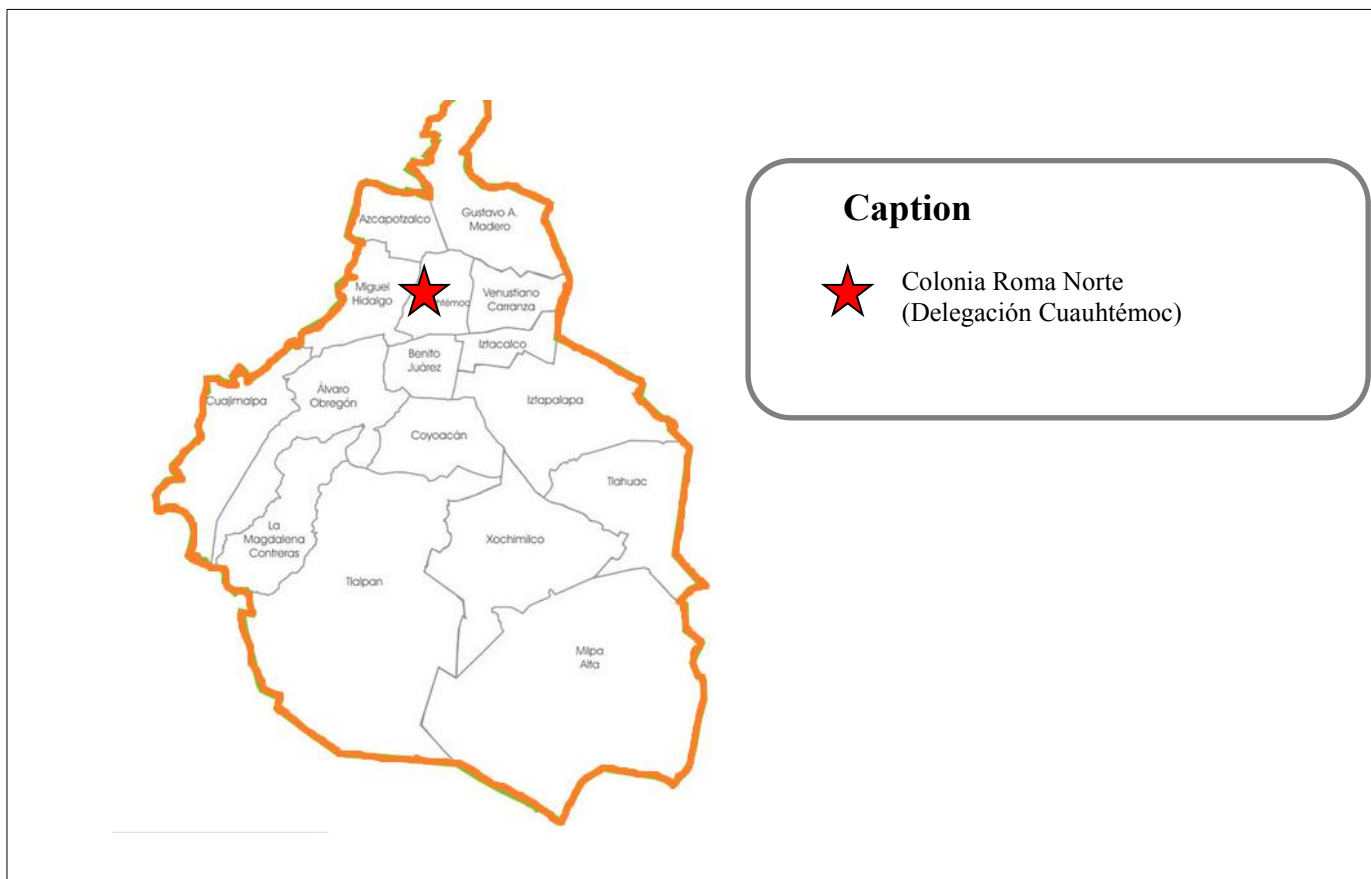 Azcapotzalco
Gustavo A.
Madero
Miguel
Hidalgo
Venustiano
Carranza
Iztacalco
Benito
Juárez
Cuajimalpa
Álvaro
Obregón
Iztapalapa
Coyoacán
Tlahuac
La
Magdalena
Contreras
Xochimilco
Tlalpan
Milpa
Alta
Caption
Colonia Roma Norte
(Delegación Cuauhtémoc)